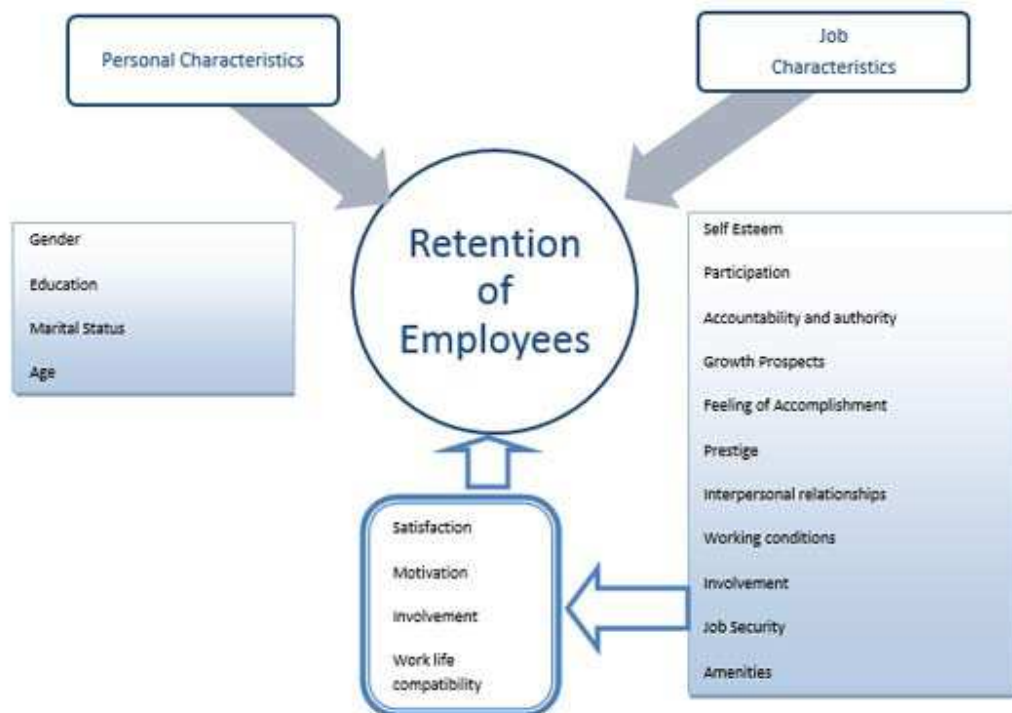 Personal Characteristics
Job
Characteristics
Retention
of
Employees
Gender
Education
Marital Status
Age
Self Esteem
Participation
Accountability and authority
Growth Prospects
Feeling of Accomplishment
Prestige
Interpersonal relationships
Working conditions
Involvement
Job Security
Amenities
Satisfaction
Motivation
Involvement
Work life
compatibility